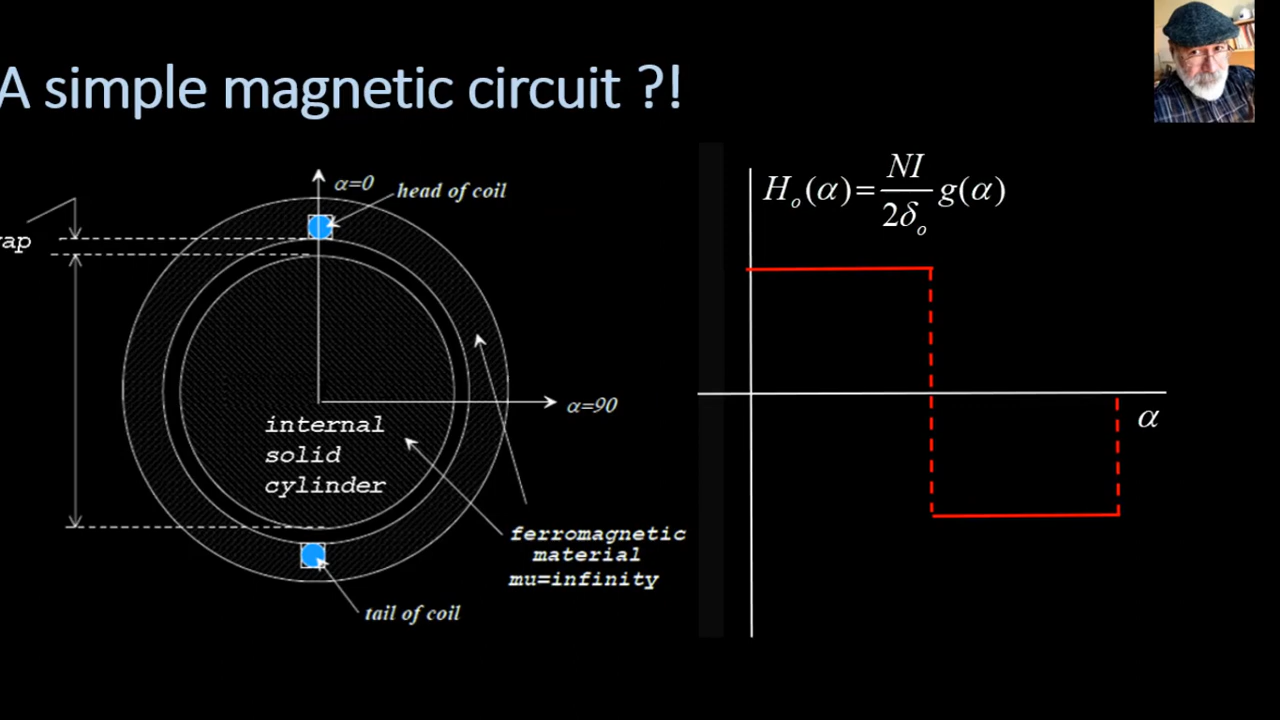 A simple magnetic circuit ?!
α=0
head of coil
H_o(α)=NI/2δ_o g(α)
α=90
α
internal
solid
cylinder
ferromagnetic
material
mu=infinity
tail of coil